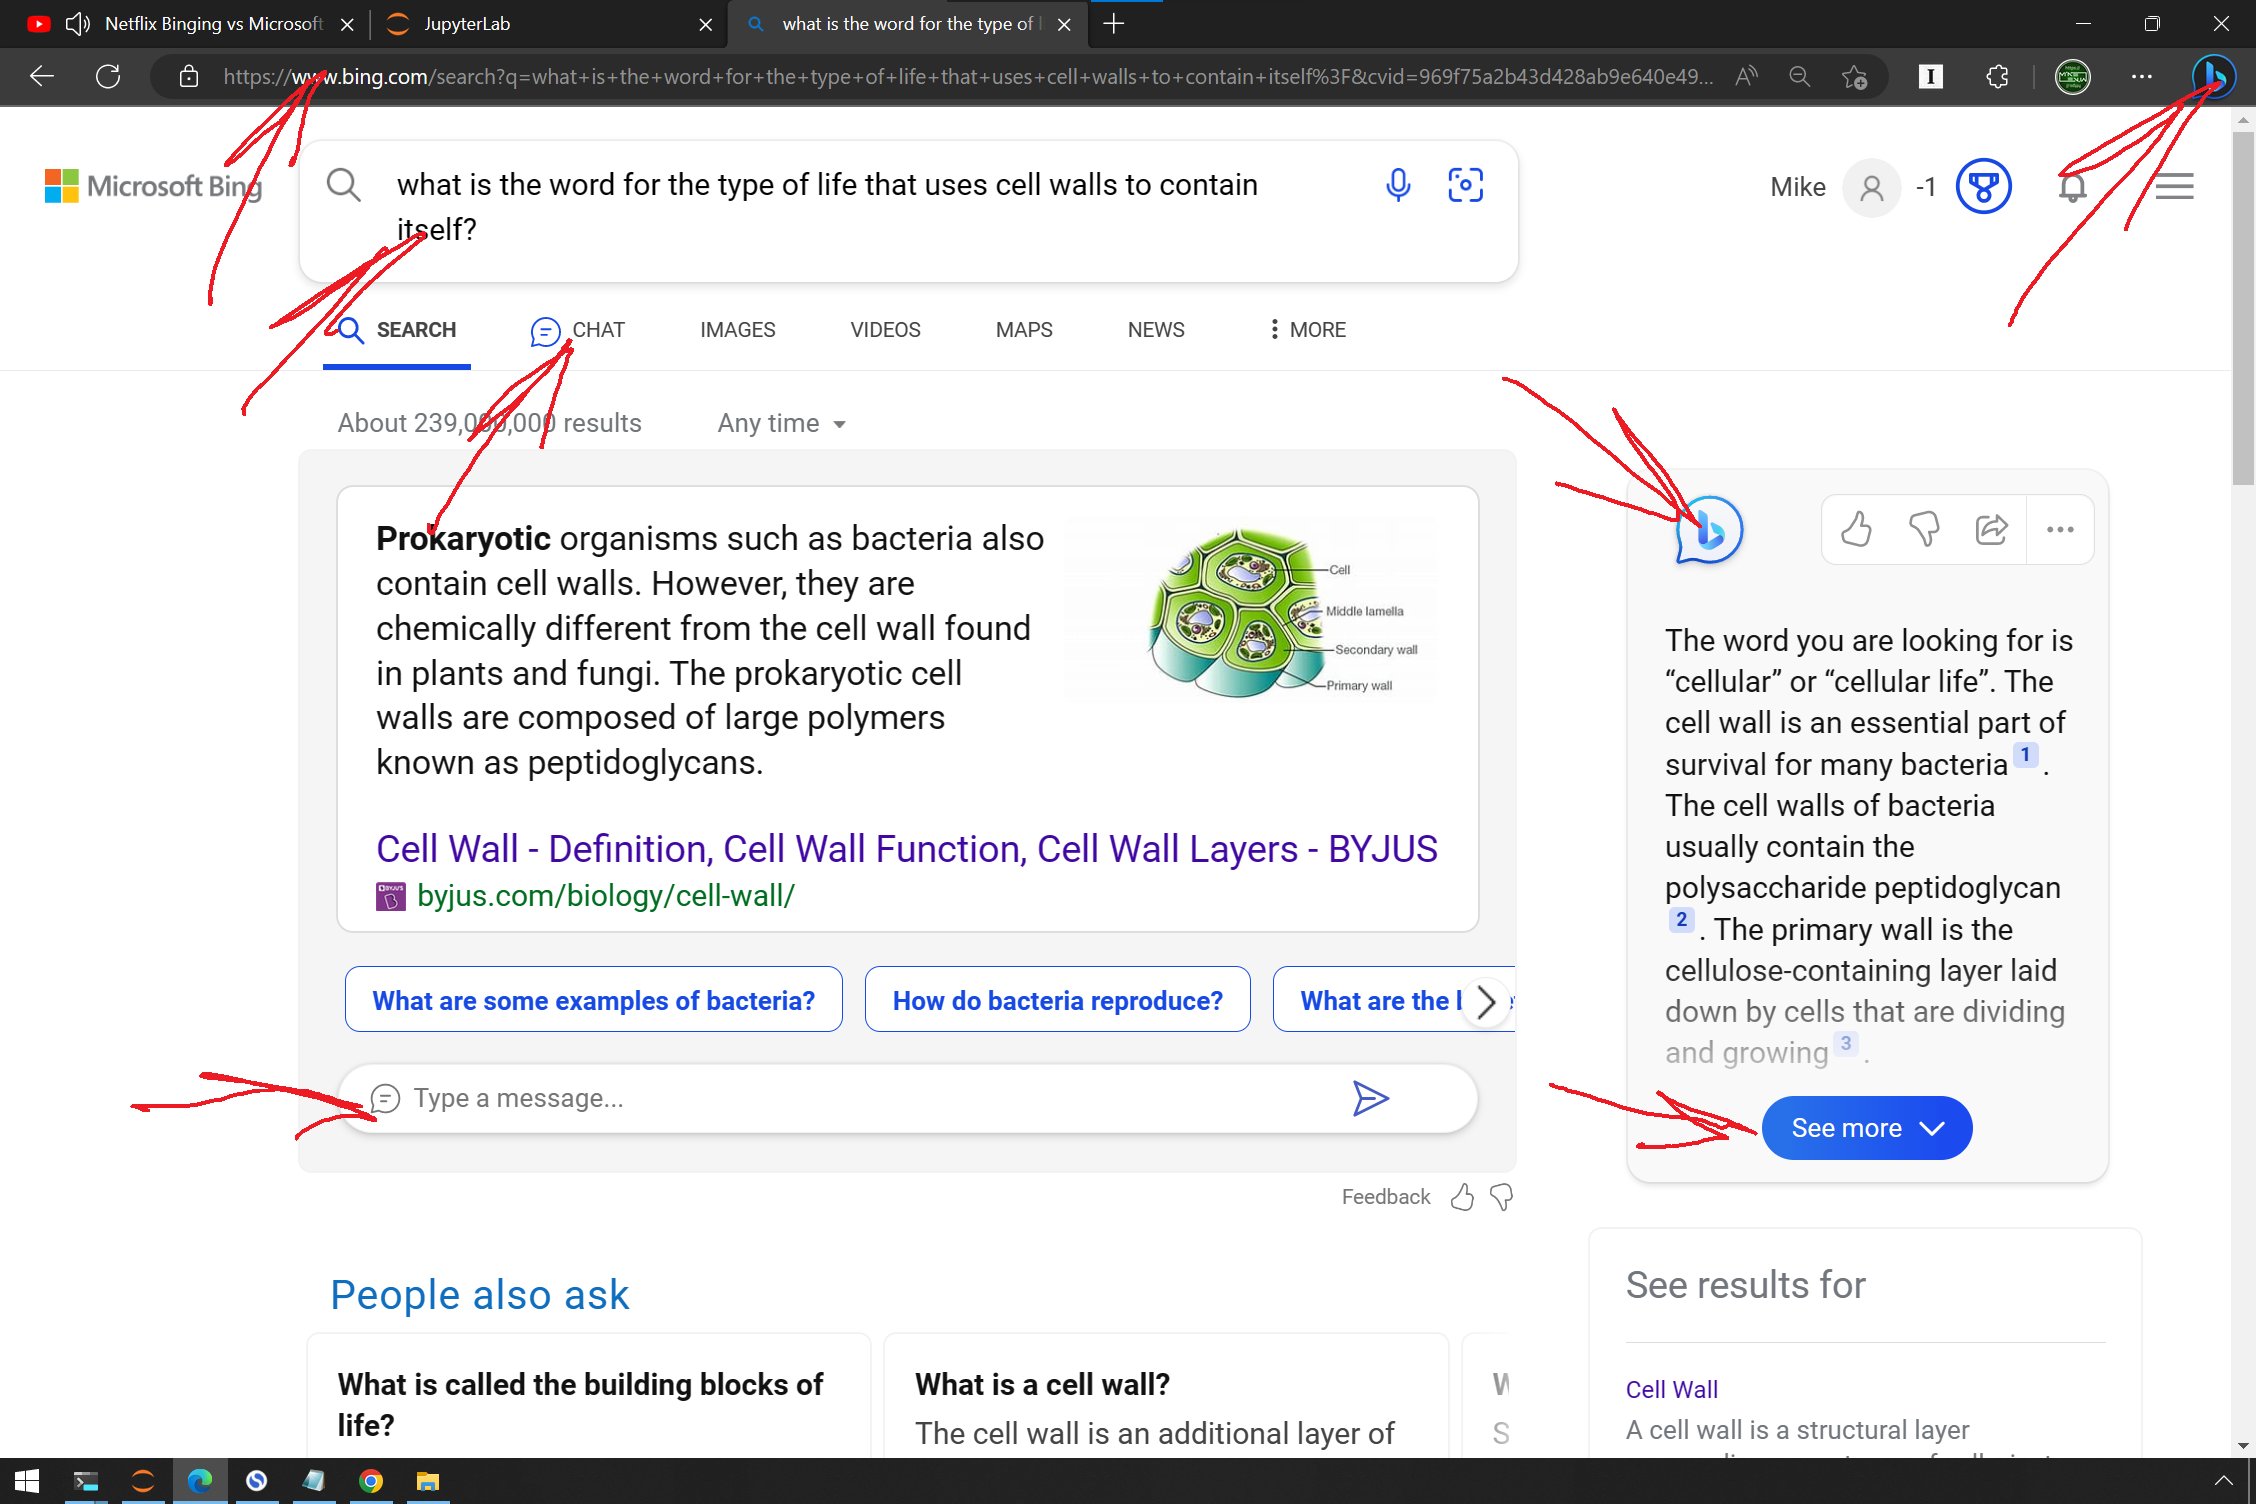 Netflix Binging vs Microsoft
JupyterLab
what is the word for the type of l
https://www.bing.com/search?q=what+is+the+word+for+the+type+of+life+that+uses+cell+walls+to+contain+itself%3F&cvid=969f75a2b43d428ab9e640e49...
Microsoft Bing
what is the word for the type of life that uses cell walls to contain
itself?
Mike
-1
SEARCH
CHAT
IMAGES
VIDEOS
MAPS
NEWS
MORE
About 239,000,000 results
Any time
Prokaryotic organisms such as bacteria also
contain cell walls. However, they are
chemically different from the cell wall found
in plants and fungi. The prokaryotic cell
walls are composed of large polymers
known as peptidoglycans.
Cell
Middle lamella
Secondary wall
Primary wall
Cell Wall - Definition, Cell Wall Function, Cell Wall Layers - BYJUS
byjus.com/biology/cell-wall/
What are some examples of bacteria?
How do bacteria reproduce?
What are the b
Type a message...
Feedback
The word you are looking for is
“cellular” or “cellular life”. The
cell wall is an essential part of
survival for many bacteria 1 .
The cell walls of bacteria
usually contain the
polysaccharide peptidoglycan
2 . The primary wall is the
cellulose-containing layer laid
down by cells that are dividing
and growing 3 .
See more
People also ask
What is called the building blocks of
life?
What is a cell wall?
The cell wall is an additional layer of
W
S
See results for
Cell Wall
A cell wall is a structural layer